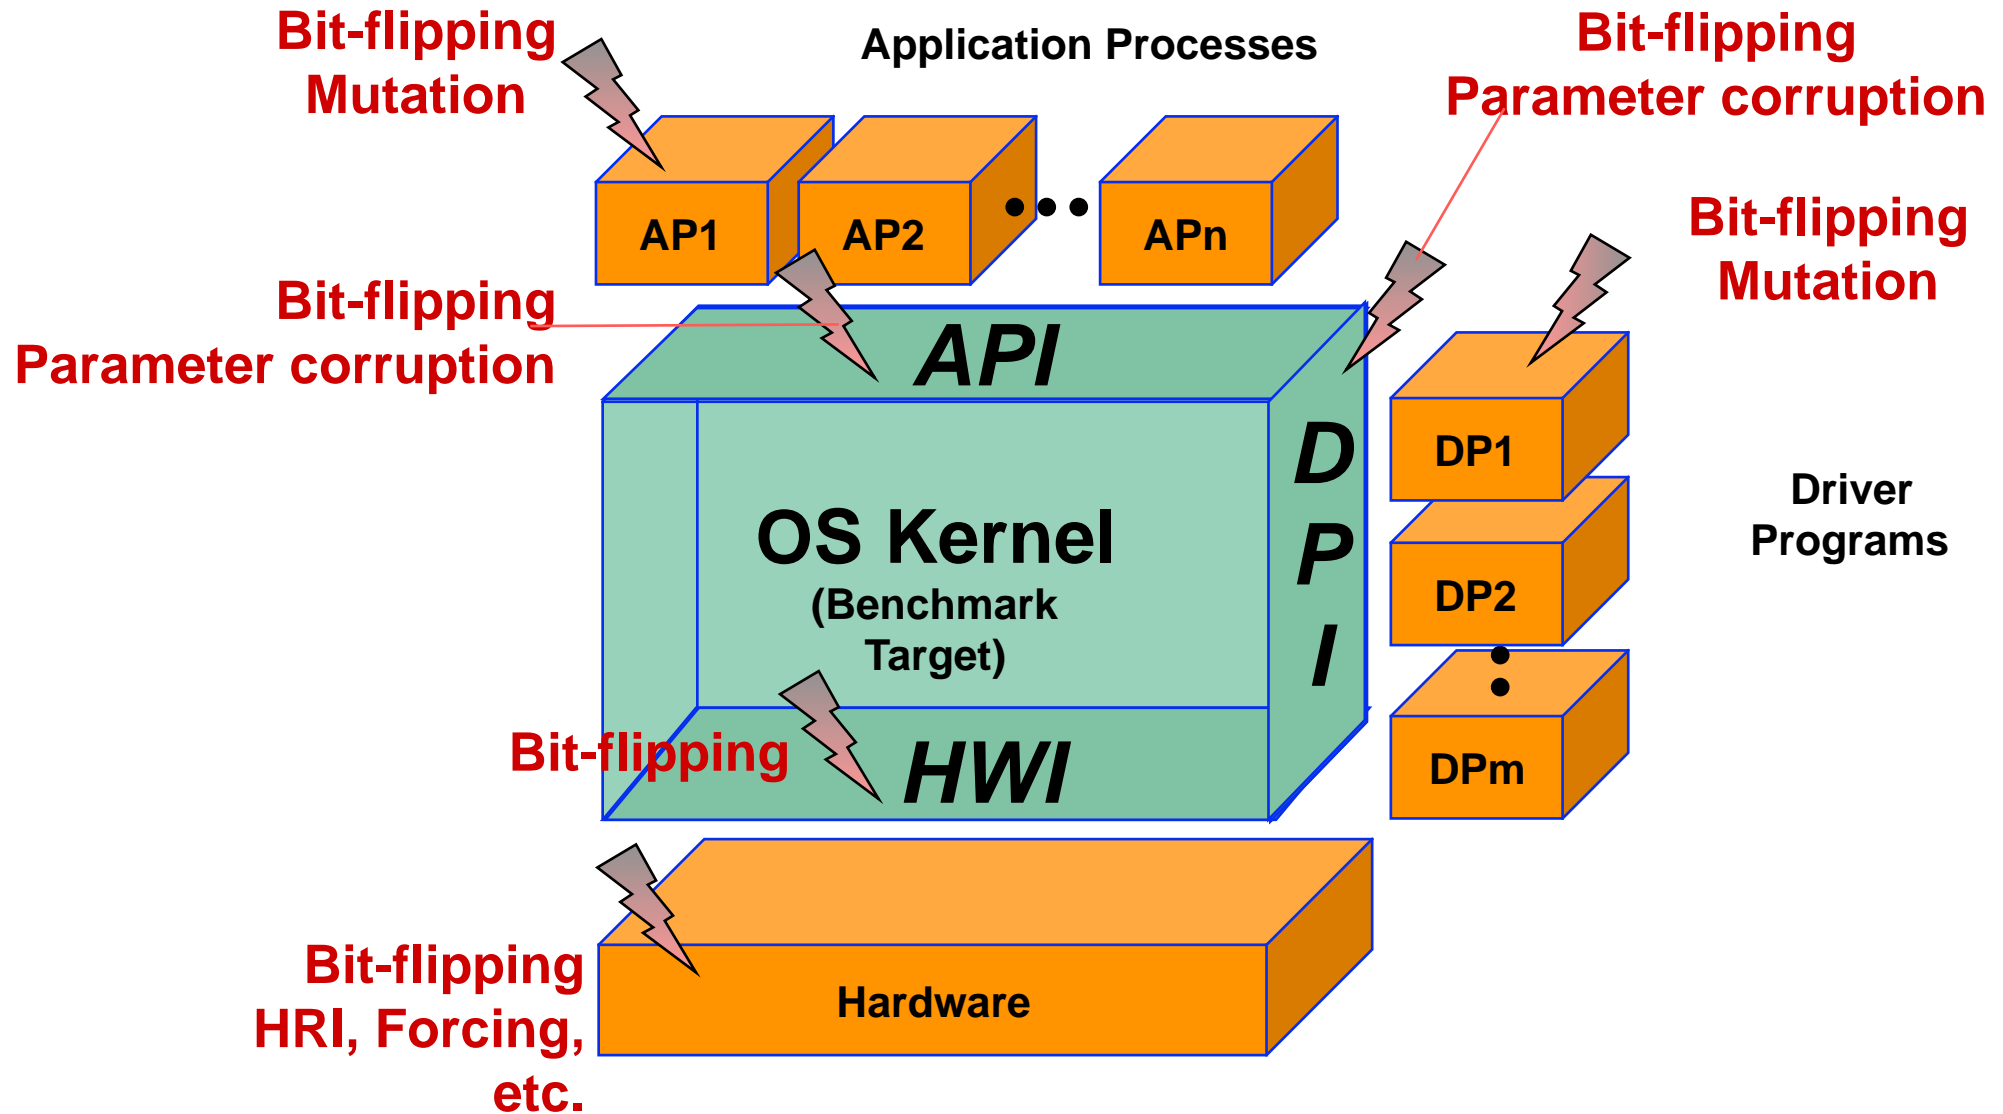 Bit-flipping
Mutation
Application Processes
Bit-flipping
Parameter corruption
AP1
AP2
APn
Bit-flipping
Mutation
Bit-flipping
Parameter corruption
API
D
P
I
DP1
DP2
DPm
Driver
Programs
OS Kernel
(Benchmark
Target)
Bit-flipping
HWI
Bit-flipping
HRI, Forcing,
etc.
Hardware